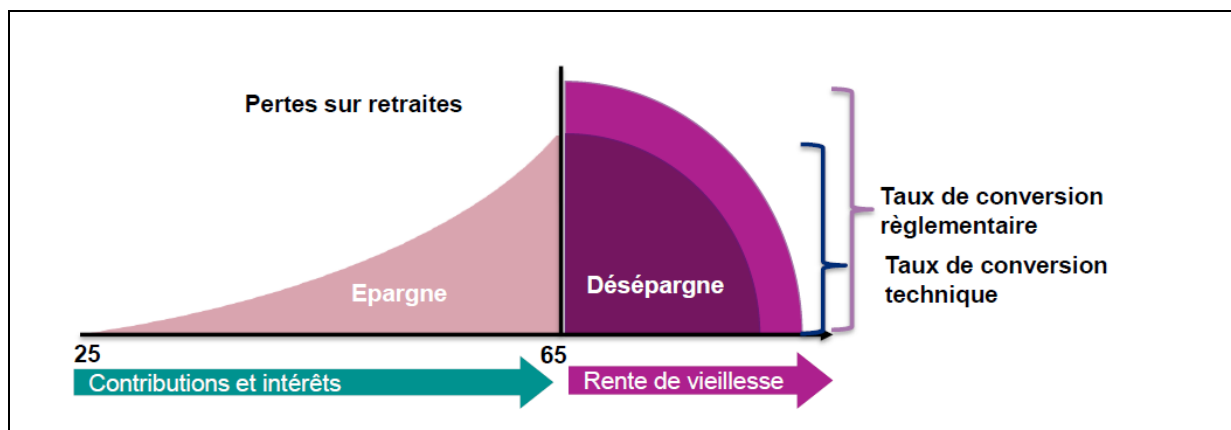 Pertes sur retraites
Taux de conversion
règlementaire
Taux de conversion
technique
Epargne
Désépargne
25
65
Contributions et intérêts
Rente de vieillesse